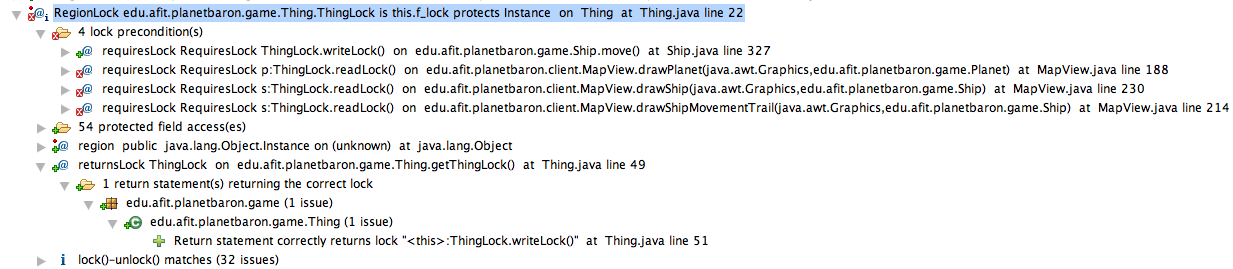 RegionLock edu.afit.planetbaron.game.Thing.ThingLock is this.f_lock protects Instance on Thing at Thing.java line 22
4 lock precondition(s)
requiresLock RequiresLock ThingLock.writeLock() on edu.afit.planetbaron.game.Ship.move() at Ship.java line 327
requiresLock RequiresLock p:ThingLock.readLock() on edu.afit.planetbaron.client.MapView.drawPlanet(java.awt.Graphics,edu.afit.planetbaron.game.Planet) at MapView.java line 188
requiresLock RequiresLock s:ThingLock.readLock() on edu.afit.planetbaron.client.MapView.drawShip(java.awt.Graphics,edu.afit.planetbaron.game.Ship) at MapView.java line 230
requiresLock RequiresLock s:ThingLock.readLock() on edu.afit.planetbaron.client.MapView.drawShipMovementTrail(java.awt.Graphics,edu.afit.planetbaron.game.Ship) at MapView.java line 214
54 protected field access(es)
region public java.lang.Object.Instance on (unknown) at java.lang.Object
returnsLock ThingLock on edu.afit.planetbaron.game.Thing.getThingLock() at Thing.java line 49
1 return statement(s) returning the correct lock
edu.afit.planetbaron.game (1 issue)
edu.afit.planetbaron.game.Thing (1 issue)
Return statement correctly returns lock "<this>:ThingLock.writeLock()" at Thing.java line 51
lock()-unlock() matches (32 issues)